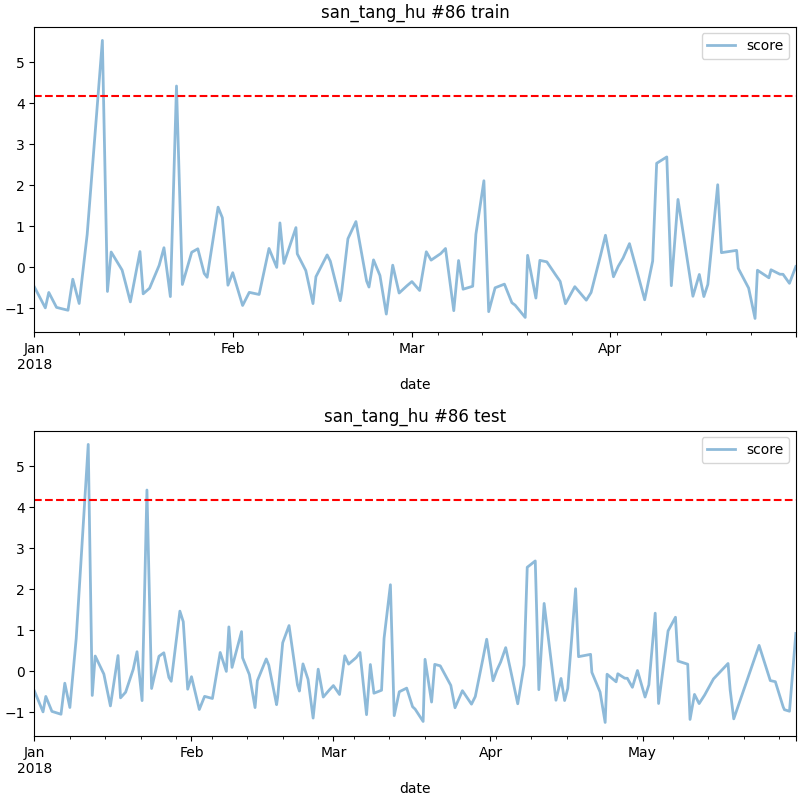 san_tang_hu #86 train
score
5
4
3
2
1
0
−1
Jan Feb Mar Apr
2018
date
san_tang_hu #86 test
score
5
4
3
2
1
0
−1
Jan Feb Mar Apr May
2018
date